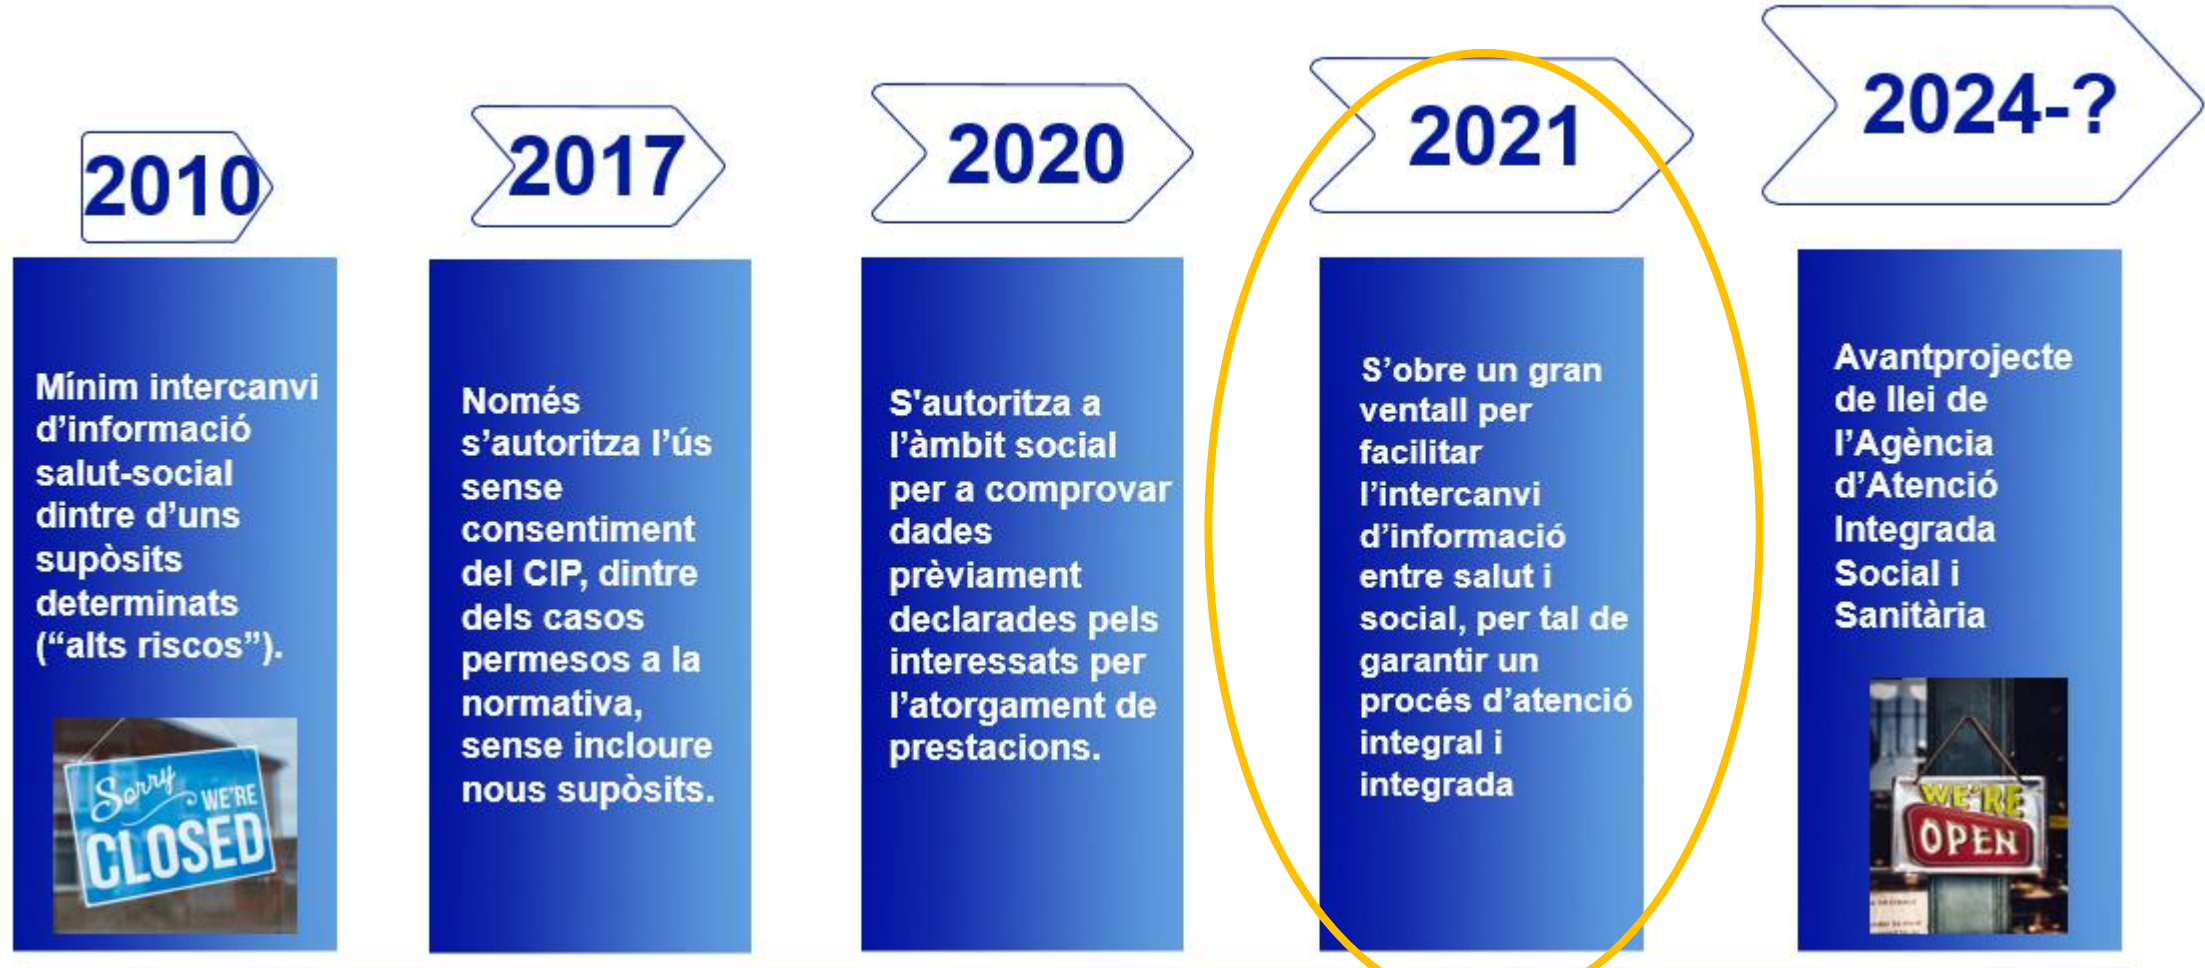 2010
2017
2020
2021
2024-?
Mínim intercanvi
d’informació
salut-social
dintre d’uns
supòsits
determinats
(“alts riscos”).
Sorry
WE'RE
CLOSED
Només
s’autoritza l’ús
sense
consentiment
del CIP, dintre
dels casos
permesos a la
normativa,
sense incloure
nous supòsits.
S'autoritza a
l’àmbit social
per a comprovar
dades
prèviament
declarades pels
interessats per
l’atorgament de
prestacions.
S’obre un gran
ventall per
facilitar
l’intercanvi
d’informació
entre salut i
social, per tal de
garantir un
procés d’atenció
integral i
integrada
Avantprojecte
de llei de
l’Agència
d’Atenció
Integrada
Social i
Sanitària
WE'RE
OPEN